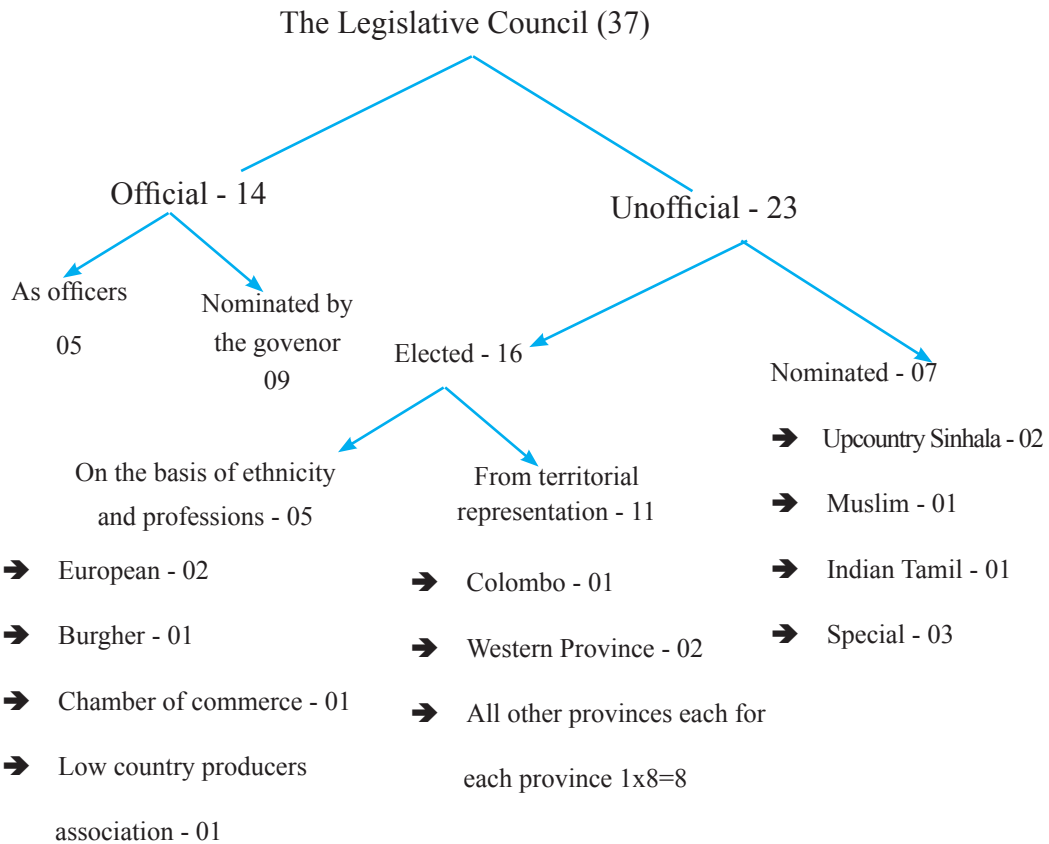 The Legislative Council (37)
Official - 14
Unofficial - 23
As officers
05
Nominated by
the govenor
09
Elected - 16
Nominated - 07
➔ Upcountry Sinhala - 02
➔ Muslim - 01
➔ Indian Tamil - 01
➔ Special - 03
On the basis of ethnicity
and professions - 05
➔ European - 02
➔ Burgher - 01
➔ Chamber of commerce - 01
➔ Low country producers
association - 01
From territorial
representation - 11
➔ Colombo - 01
➔ Western Province - 02
➔ All other provinces each for
each province 1x8=8